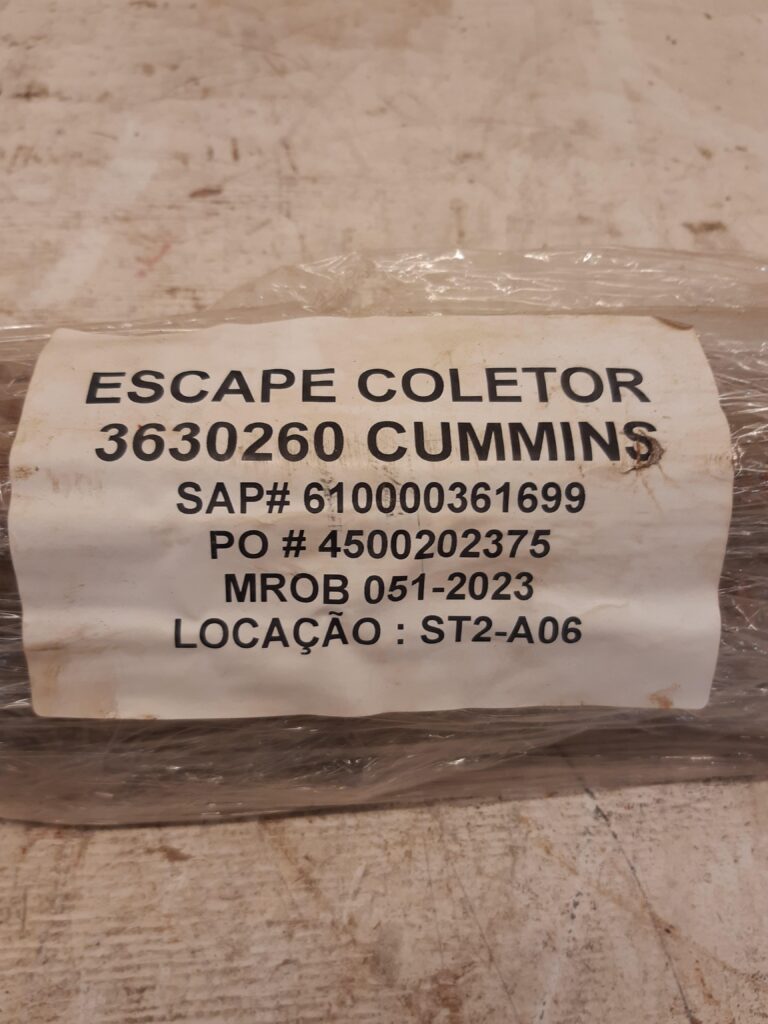 ESCAPE COLETOR
3630260 CUMMINS
SAP# 610000361699
PO # 4500202375
MROB 051-2023
LOCAÇÃO : ST2-A06